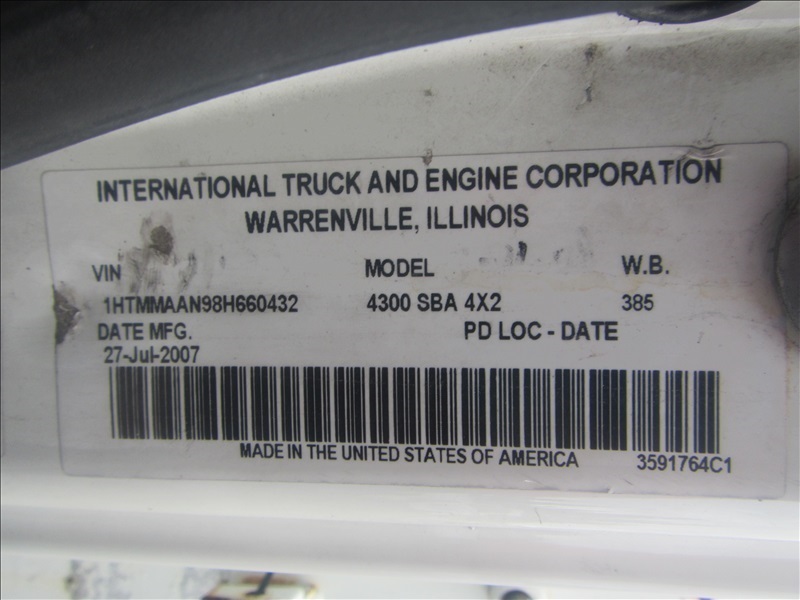 INTERNATIONAL TRUCK AND ENGINE CORPORATION
WARRENVILLE, ILLINOIS
VIN MODEL W.B.
1HTMMAAN98H660432 4300 SBA 4X2 385
DATE MFG. PD LOC - DATE
27-Jul-2007
MADE IN THE UNITED STATES OF AMERICA 3591764C1